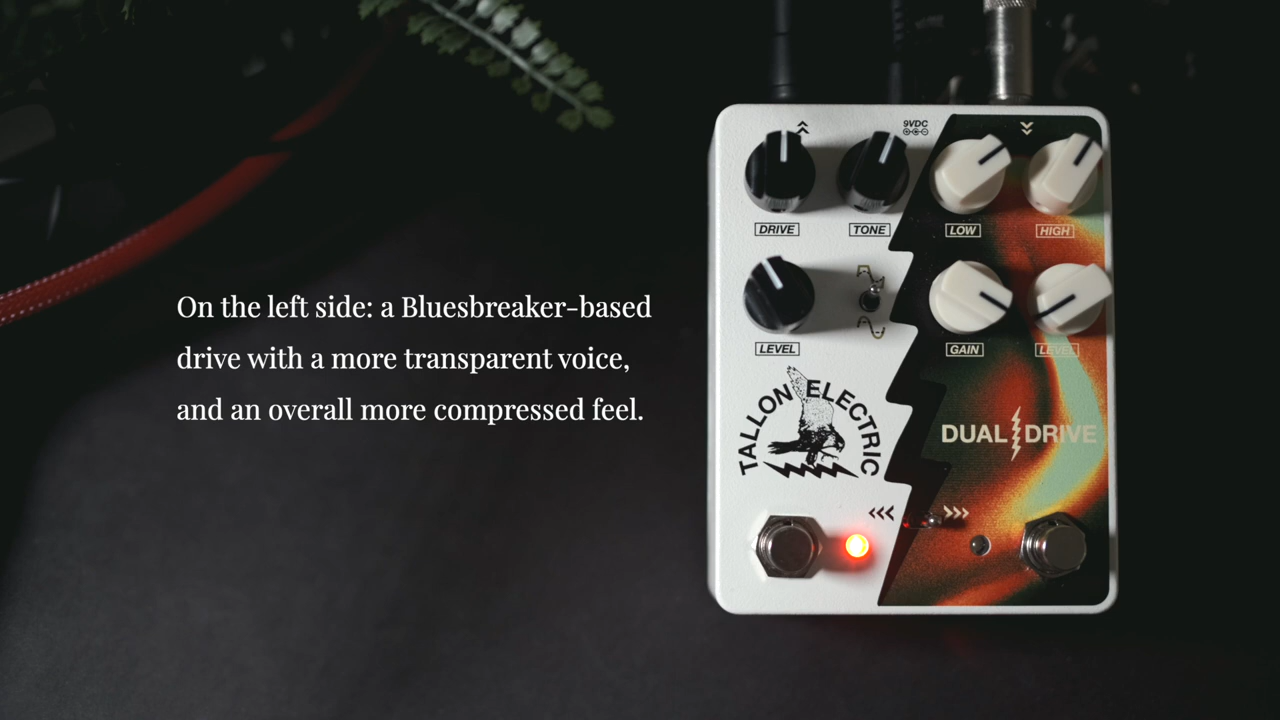 On the left side: a Bluesbreaker-based
drive with a more transparent voice,
and an overall more compressed feel.
9VDC
DRIVE
TONE
LOW
HIGH
LEVEL
GAIN
LEVEL
TALLON ELECTRIC
DUAL DRIVE